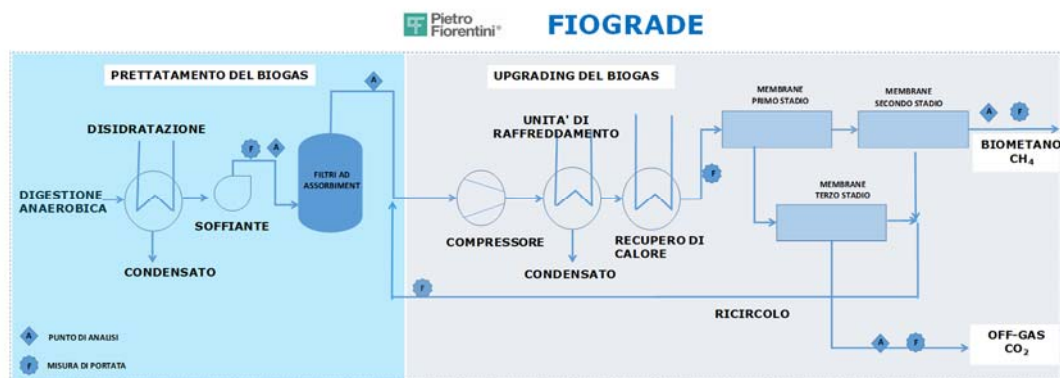 Pietro
Fiorentini®
FIOGRADE
PRETTATAMENTO DEL BIOGAS
UPGRADING DEL BIOGAS
A
DISIDRATAZIONE
F
A
FILTRI AD
ASSORBIMENT
DIGESTIONE
ANAEROBICA
SOFFIANTE
CONDENSATO
UNITA' DI
RAFFREDDAMENTO
COMPRESSORE
CONDENSATO
RECUPERO DI
CALORE
F
MEMBRANE
PRIMO STADIO
MEMBRANE
SECONDO STADIO
MEMBRANE
TERZO STADIO
A
F
BIOMETANO
CH4
F
RICIRCOLO
A
F
OFF-GAS
CO2
A PUNTO DI ANALISI
F MISURA DI PORTATA